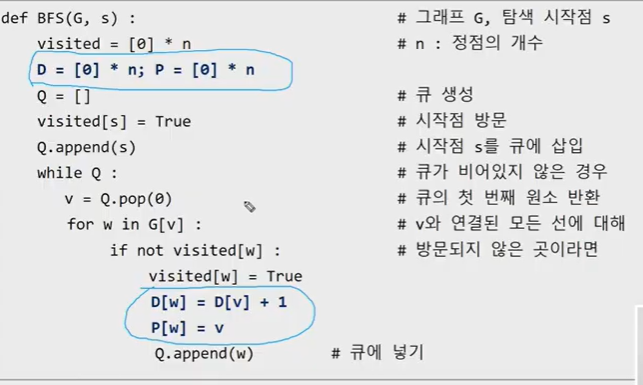 def BFS(G, s) : # 그래프 G, 탐색 시작점 s
visited = [0] * n # n : 정점의 개수
D = [0] * n; P = [0] * n
Q = [] # 큐 생성
visited[s] = True # 시작점 방문
Q.append(s) # 시작점 s를 큐에 삽입
while Q : # 큐가 비어있지 않은 경우
v = Q.pop(0) # 큐의 첫 번째 원소 반환
for w in G[v] : # v와 연결된 모든 선에 대해
if not visited[w] : # 방문되지 않은 곳이라면
visited[w] = True
D[w] = D[v] + 1
P[w] = v
Q.append(w) # 큐에 넣기